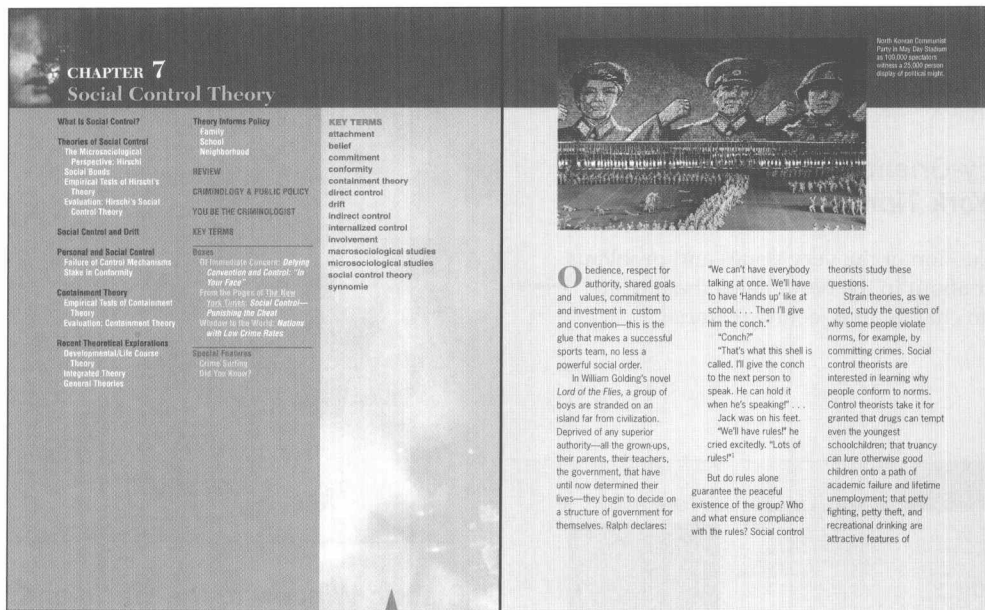 CHAPTER 7
Social Control Theory
What Is Social Control?
Theories of Social Control
The Microsociological
Perspective: Hirschi
Social Bonds
Empirical Tests of Hirschi's
Theory
Evaluation: Hirschi's Social
Control Theory
Social Control and Drift
Personal and Social Control
Failure of Control Mechanisms
Stake in Conformity
Containment Theory
Empirical Tests of Containment
Theory
Evaluation: Containment Theory
Recent Theoretical Explorations
Developmental/Life Course
Theory
Integrated Theory
General Theories
Theory Informs Policy
Family
School
Neighborhood
REVIEW
CRIMINOLOGY & PUBLIC POLICY
YOU BE THE CRIMINOLOGIST
KEY TERMS
Boxes
Of Immediate Concern: Defying
Convention and Control: "In
Your Face"
From the Pages of The New
York Times: Social Control—
Punishing the Cheat
Window to the World: Nations
with Low Crime Rates
Special Features
Crime Surfing
Did You Know?
KEY TERMS
attachment
belief
commitment
conformity
containment theory
direct control
drift
indirect control
internalized control
involvement
macrosociological studies
microsociological studies
social control theory
synnomie
North Korean Communist
Party in May Day Stadium
as 100,000 spectators
witness a 25,000 person
display of political might.
Obedience, respect for
authority, shared goals
and values, commitment to
and investment in custom
and convention—this is the
glue that makes a successful
sports team, no less a
powerful social order.
In William Golding's novel
Lord of the Flies, a group of
boys are stranded on an
island far from civilization.
Deprived of any superior
authority—all the grown-ups,
their parents, their teachers,
the government, that have
until now determined their
lives—they begin to decide on
a structure of government for
themselves. Ralph declares:
"We can't have everybody
talking at once. We'll have
to have 'Hands up' like at
school. . . . Then I'll give
him the conch."
"Conch?"
"That's what this shell is
called. I'll give the conch
to the next person to
speak. He can hold it
when he's speaking!" . . .
Jack was on his feet.
"We'll have rules!" he
cried excitedly. "Lots of
rules!"1
But do rules alone
guarantee the peaceful
existence of the group? Who
and what ensure compliance
with the rules? Social control
theorists study these
questions.
Strain theories, as we
noted, study the question of
why some people violate
norms, for example, by
committing crimes. Social
control theorists are
interested in learning why
people conform to norms.
Control theorists take it for
granted that drugs can tempt
even the youngest
schoolchildren; that truancy
can lure otherwise good
children onto a path of
academic failure and lifetime
unemployment; that petty
fighting, petty theft, and
recreational drinking are
attractive features of